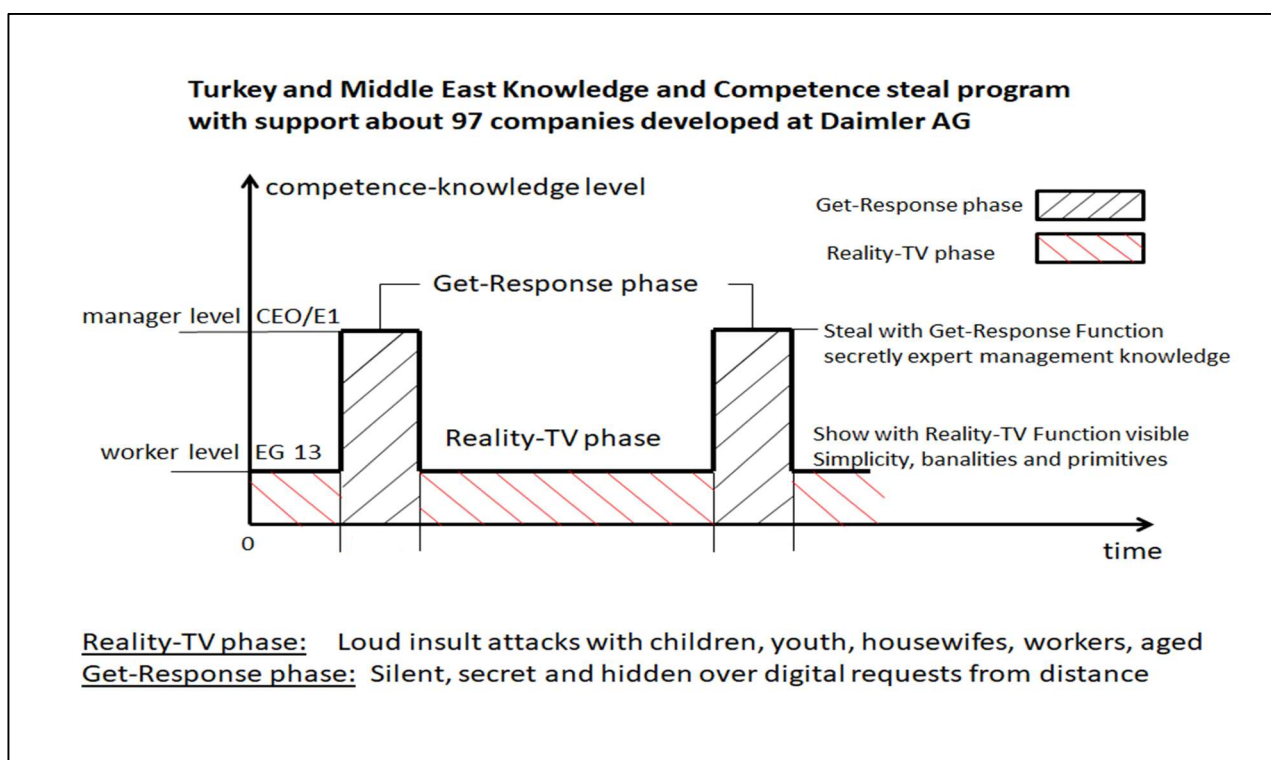 Turkey and Middle East Knowledge and Competence steal program
with support about 97 companies developed at Daimler AG
competence-knowledge level
Get-Response phase
Reality-TV phase
Get-Response phase
manager level CEO/E1
Steal with Get-Response Function
secretly expert management knowledge
worker level EG 13
Reality-TV phase
Show with Reality-TV Function visible
Simplicity, banalities and primitives
0
time
Reality-TV phase: Loud insult attacks with children, youth, housewifes, workers, aged
Get-Response phase: Silent, secret and hidden over digital requests from distance